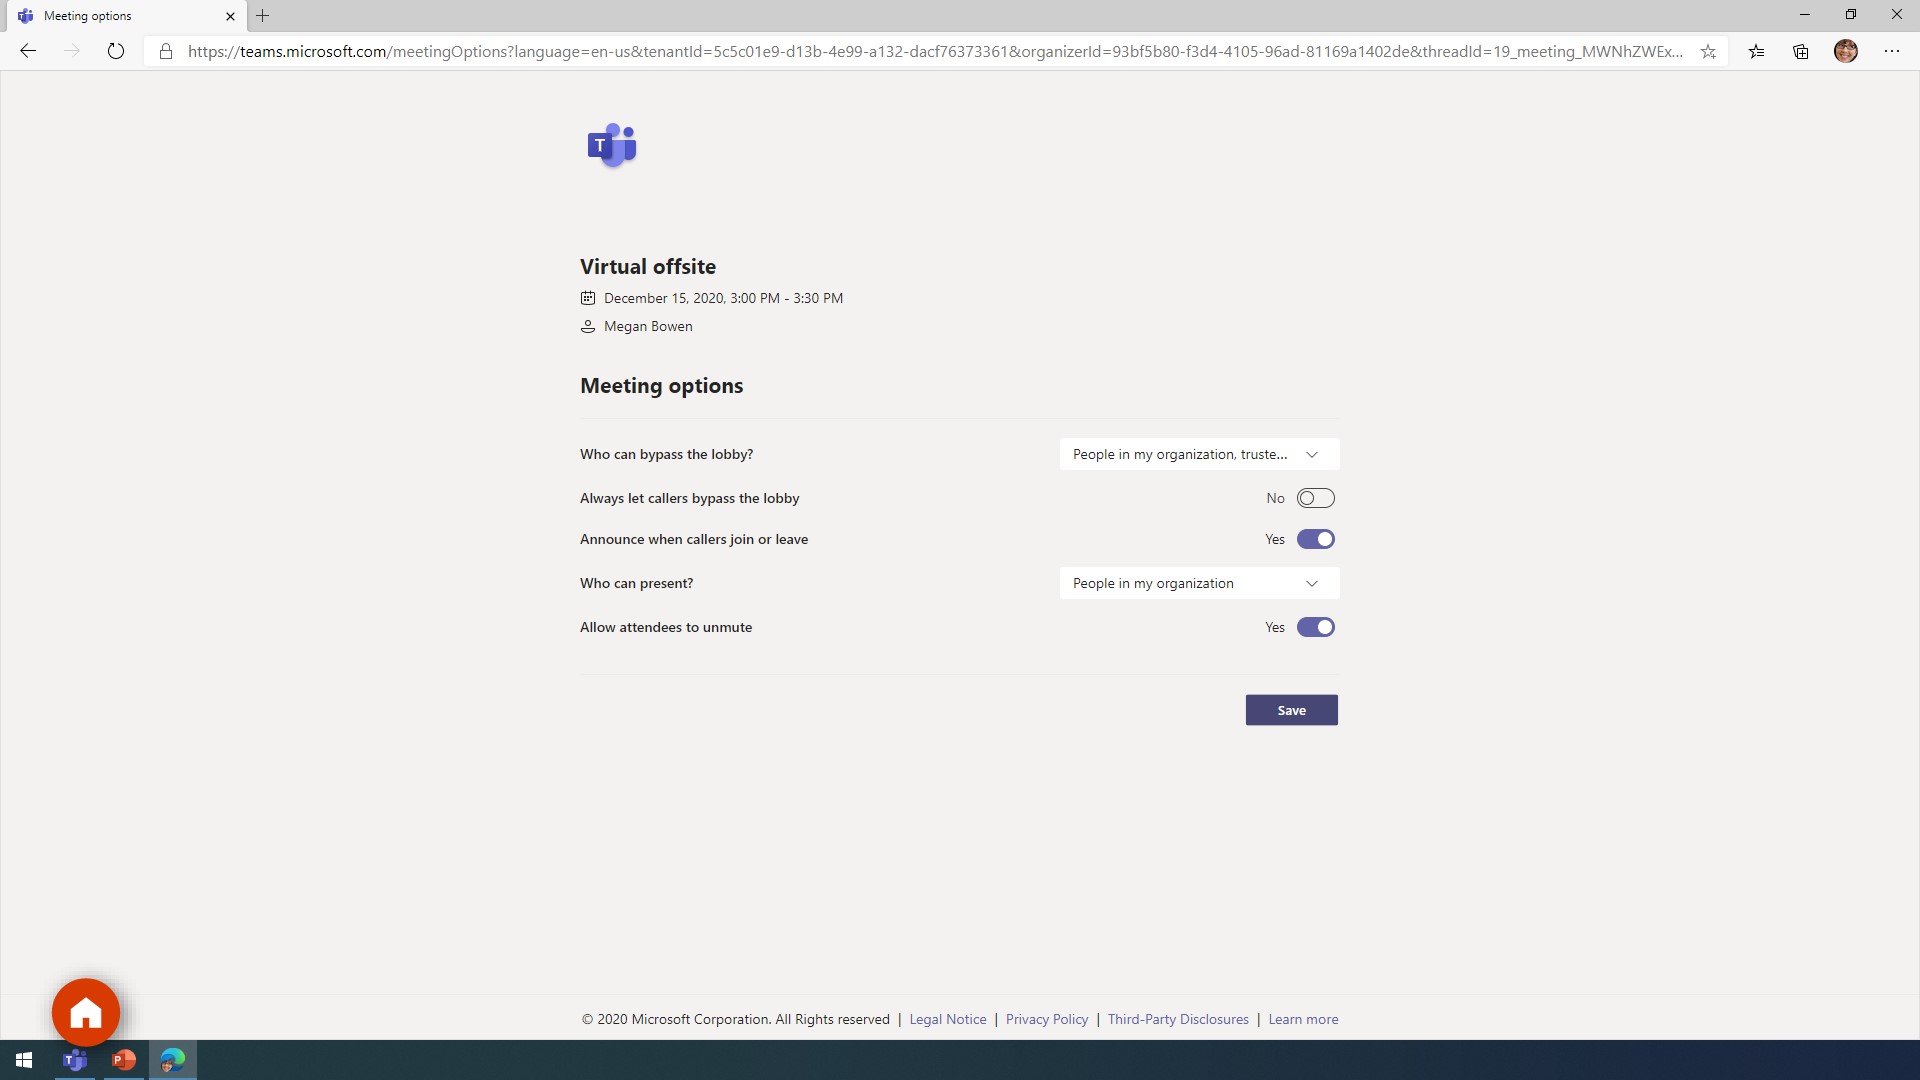 Meeting options
https://teams.microsoft.com/meetingOptions?language=en-us&tenantId=5c5c01e9-d13b-4e99-a132-dacf76373361&organizerId=93bf5b80-f3d4-4105-96ad-81169a1402de&threadId=19_meeting_MWNhZWEx...
T
Virtual offsite
December 15, 2020, 3:00 PM - 3:30 PM
Megan Bowen
Meeting options
Who can bypass the lobby? People in my organization, truste...
Always let callers bypass the lobby No
Announce when callers join or leave Yes
Who can present? People in my organization
Allow attendees to unmute Yes
Save
© 2020 Microsoft Corporation. All Rights reserved | Legal Notice | Privacy Policy | Third-Party Disclosures | Learn more
T P